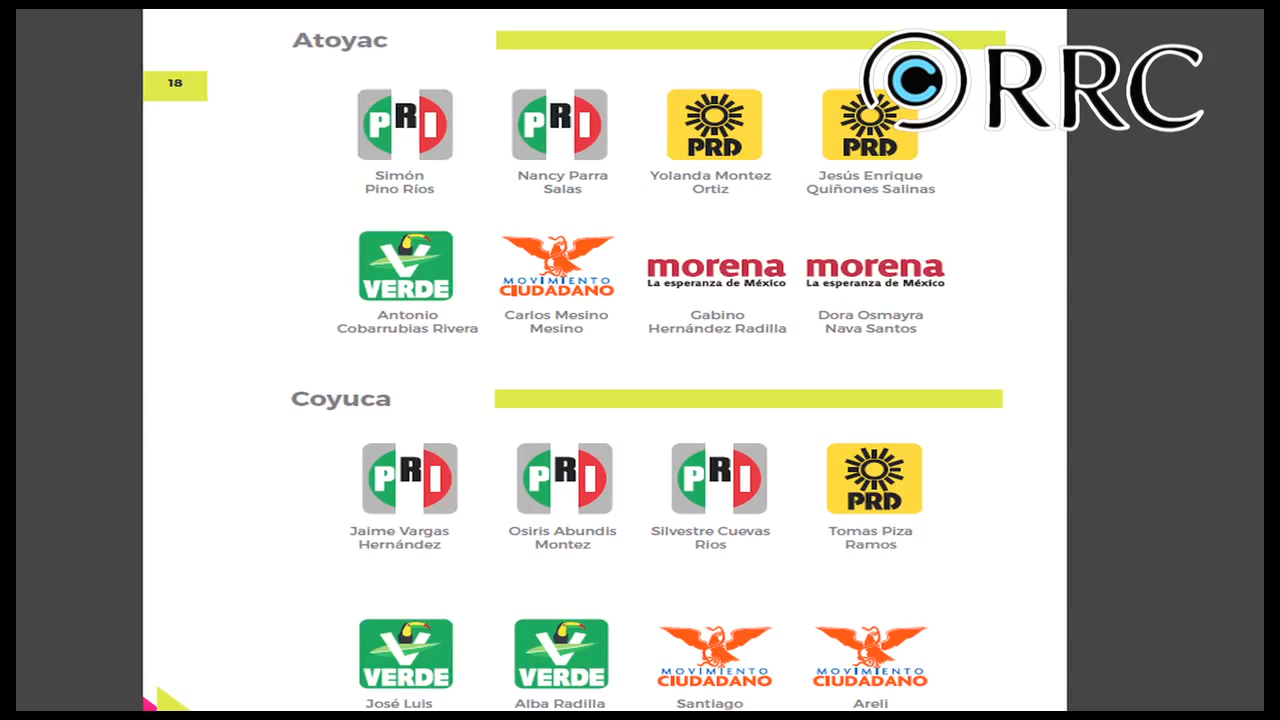 Atoyac
RRC
18
PRI
PRI
PRD
PRD
Simón
Pino Ríos
Nancy Parra
Salas
Yolanda Montez
Ortiz
Jesús Enrique
Quiñones Salinas
VERDE
MOVIMIENTO
CIUDADANO
morena
La esperanza de México
morena
La esperanza de México
Antonio
Cobarrubias Rivera
Carlos Mesino
Mesino
Gabino
Hernández Radilla
Dora Osmayra
Nava Santos
Coyuca
PRI
PRI
PRI
PRD
Jaime Vargas
Hernández
Osiris Abundis
Montez
Silvestre Cuevas
Rios
Tomas Piza
Ramos
VERDE
VERDE
MOVIMIENTO
CIUDADANO
MOVIMIENTO
CIUDADANO
José Luis
Alba Radilla
Santiago
Areli